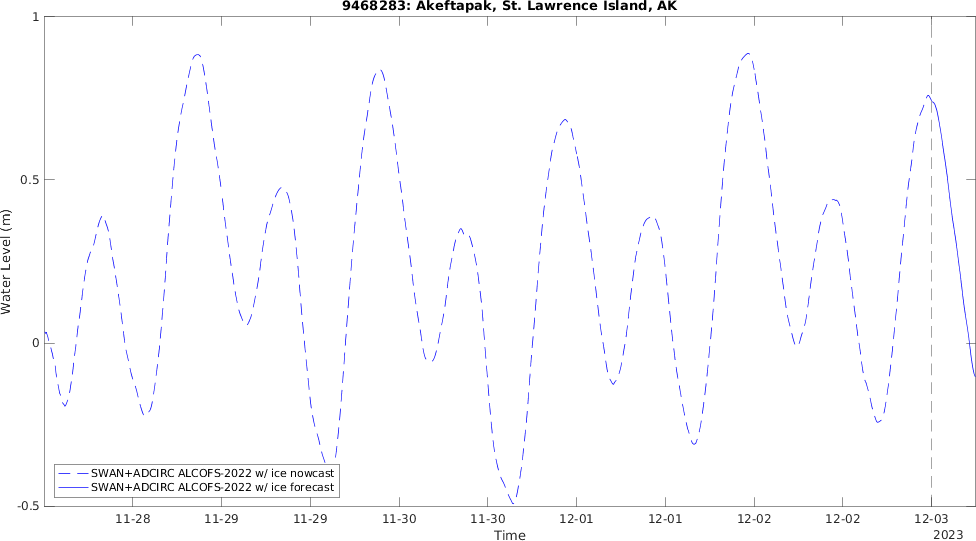 9468283: Akeftapak, St. Lawrence Island, AK
1
0.5
0
-0.5
Water Level (m)
SWAN+ADCIRC ALCOFS-2022 w/ ice nowcast
SWAN+ADCIRC ALCOFS-2022 w/ ice forecast
11-28 11-29 11-29 11-30 11-30 12-01 12-01 12-02 12-02 12-03
Time
2023